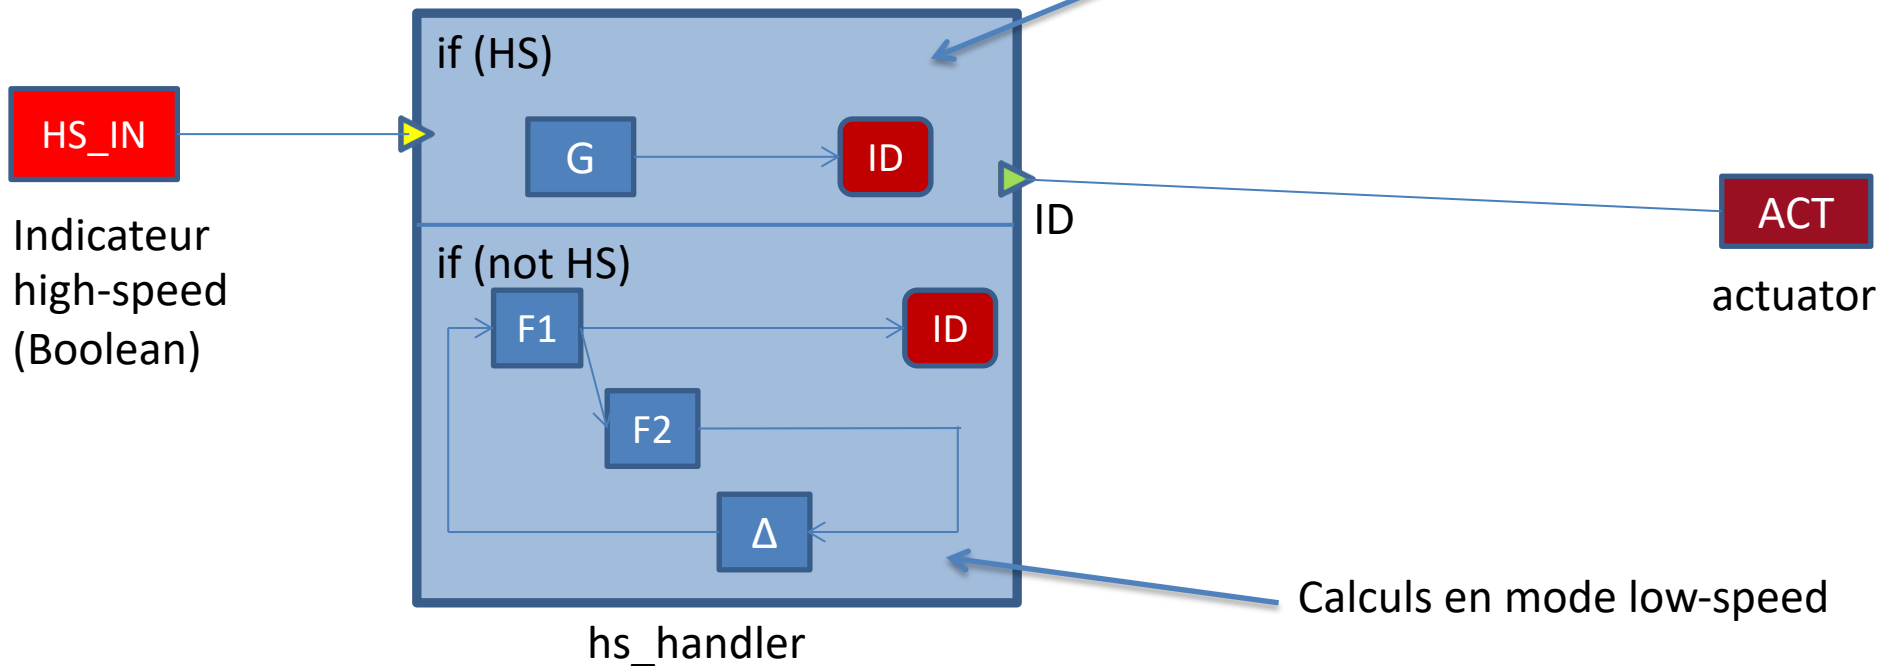 if (HS)
HS_IN
G
ID
ID
ACT
Indicateur
high-speed
(Boolean)
actuator
if (not HS)
F1
ID
F2
Δ
Calculs en mode low-speed
hs_handler